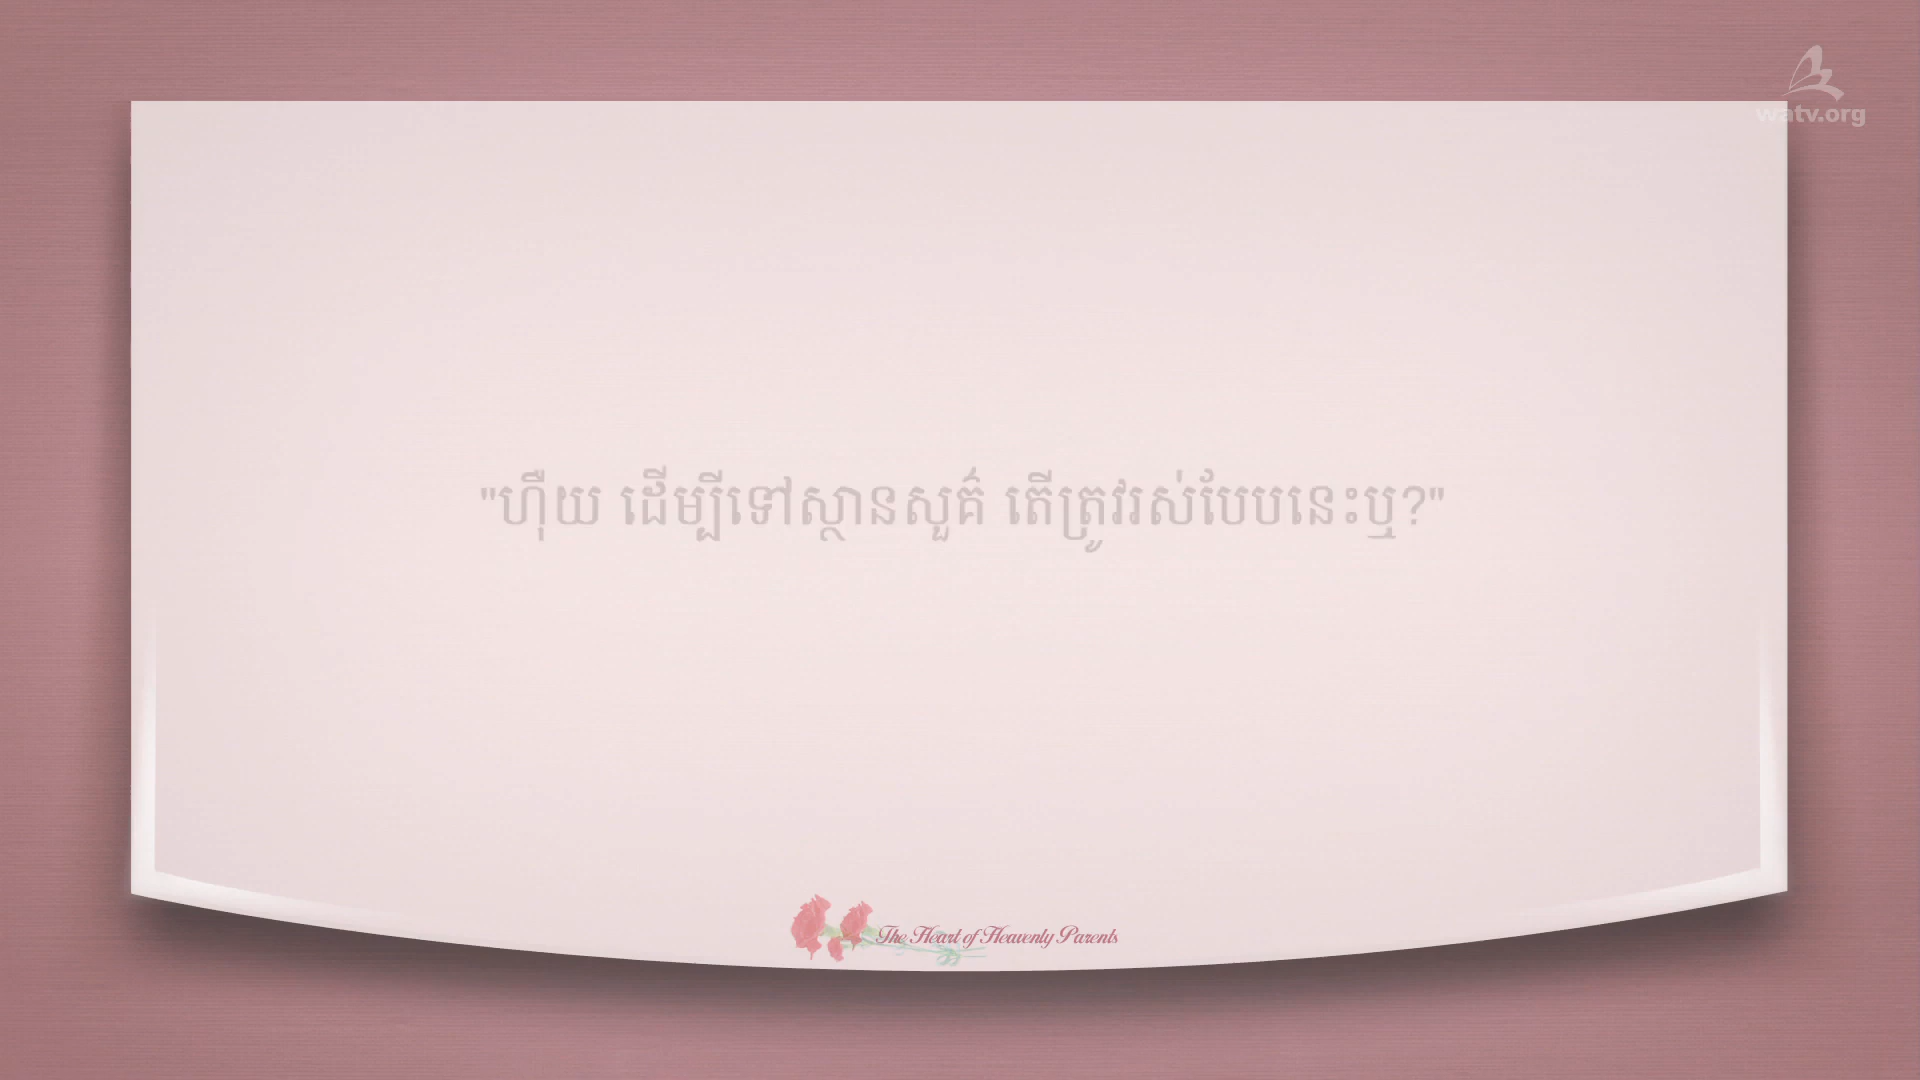 watv.org
"ហ៊ឺយ ដើម្បីទៅស្ថានសួគ៌ តើត្រូវរស់បែបនេះឬ?"
The Heart of Heavenly Parents